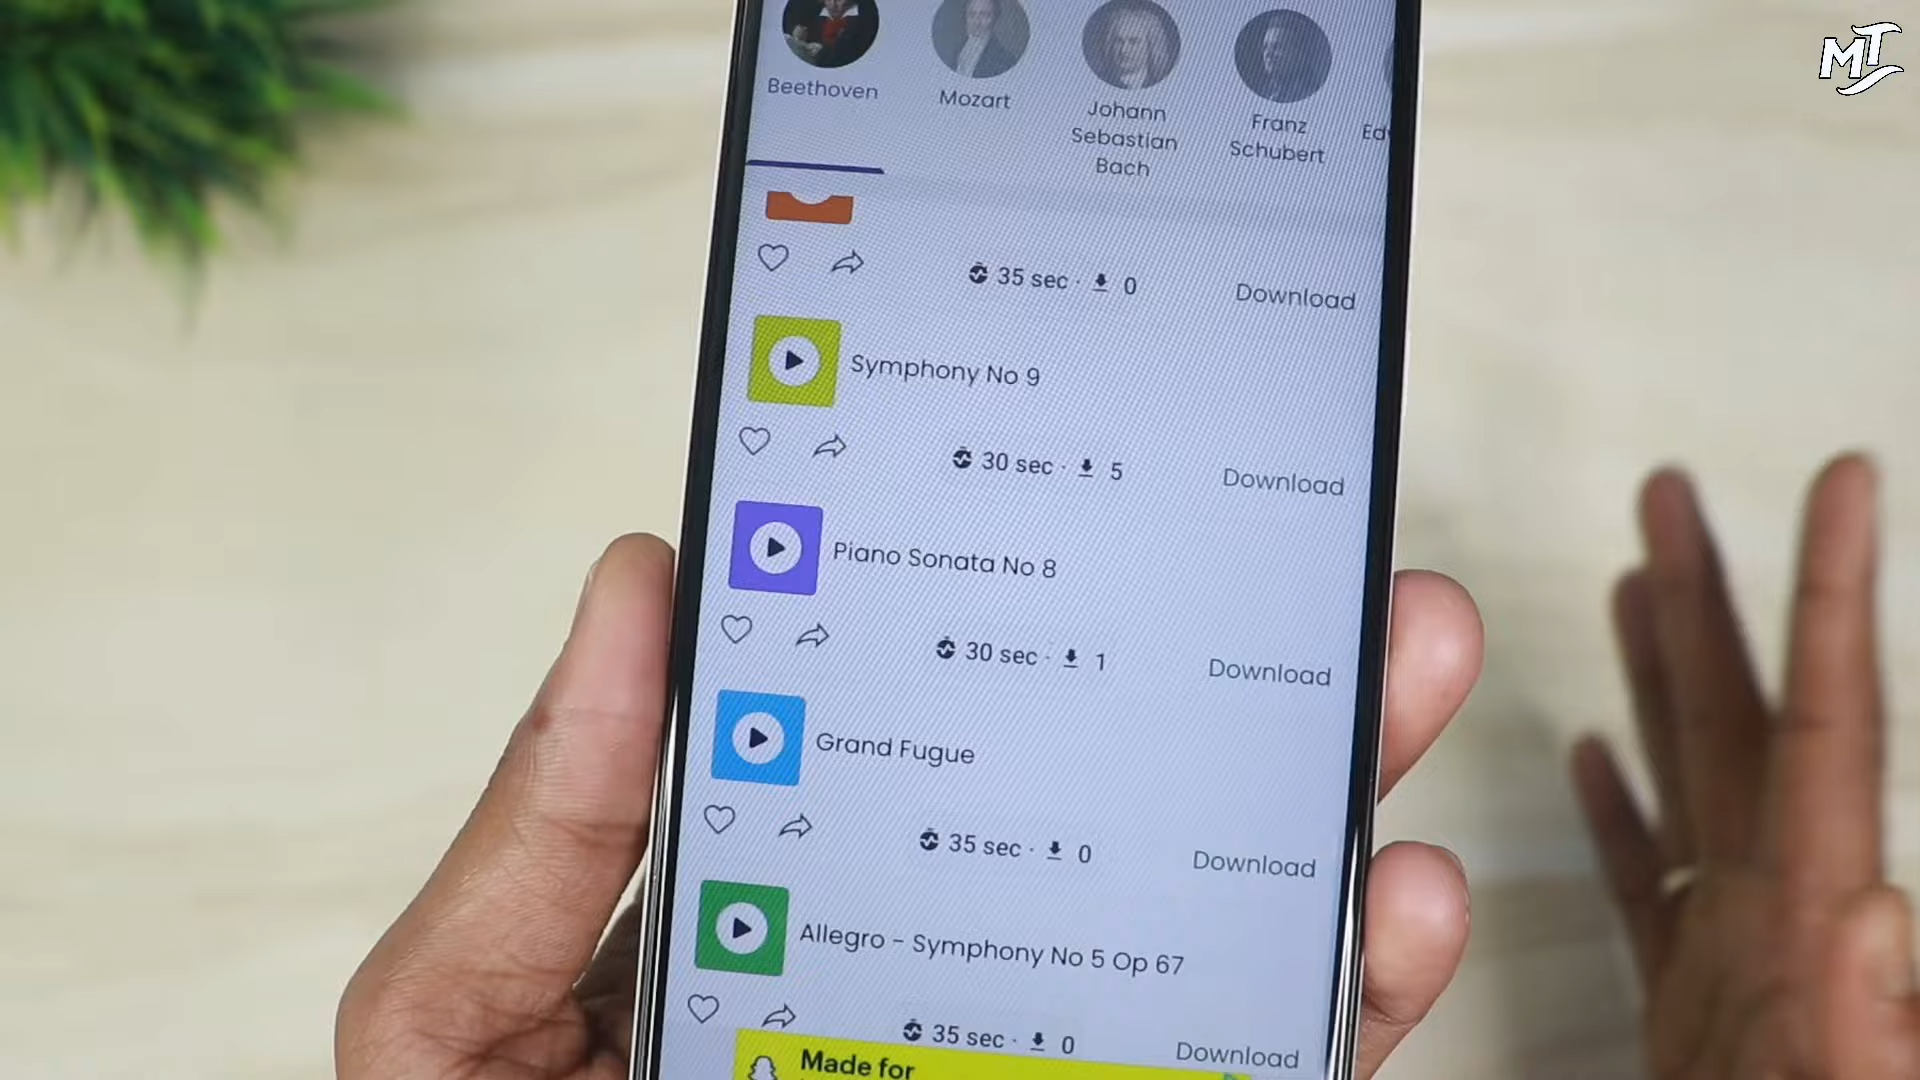 MT
Beethoven
Mozart
Johann
Sebastian
Bach
Franz
Schubert
Ed
35 sec · 0
Download
Symphony No 9
30 sec · 5
Download
Piano Sonata No 8
30 sec · 1
Download
Grand Fugue
35 sec · 0
Download
Allegro - Symphony No 5 Op 67
35 sec · 0
Download
Made for